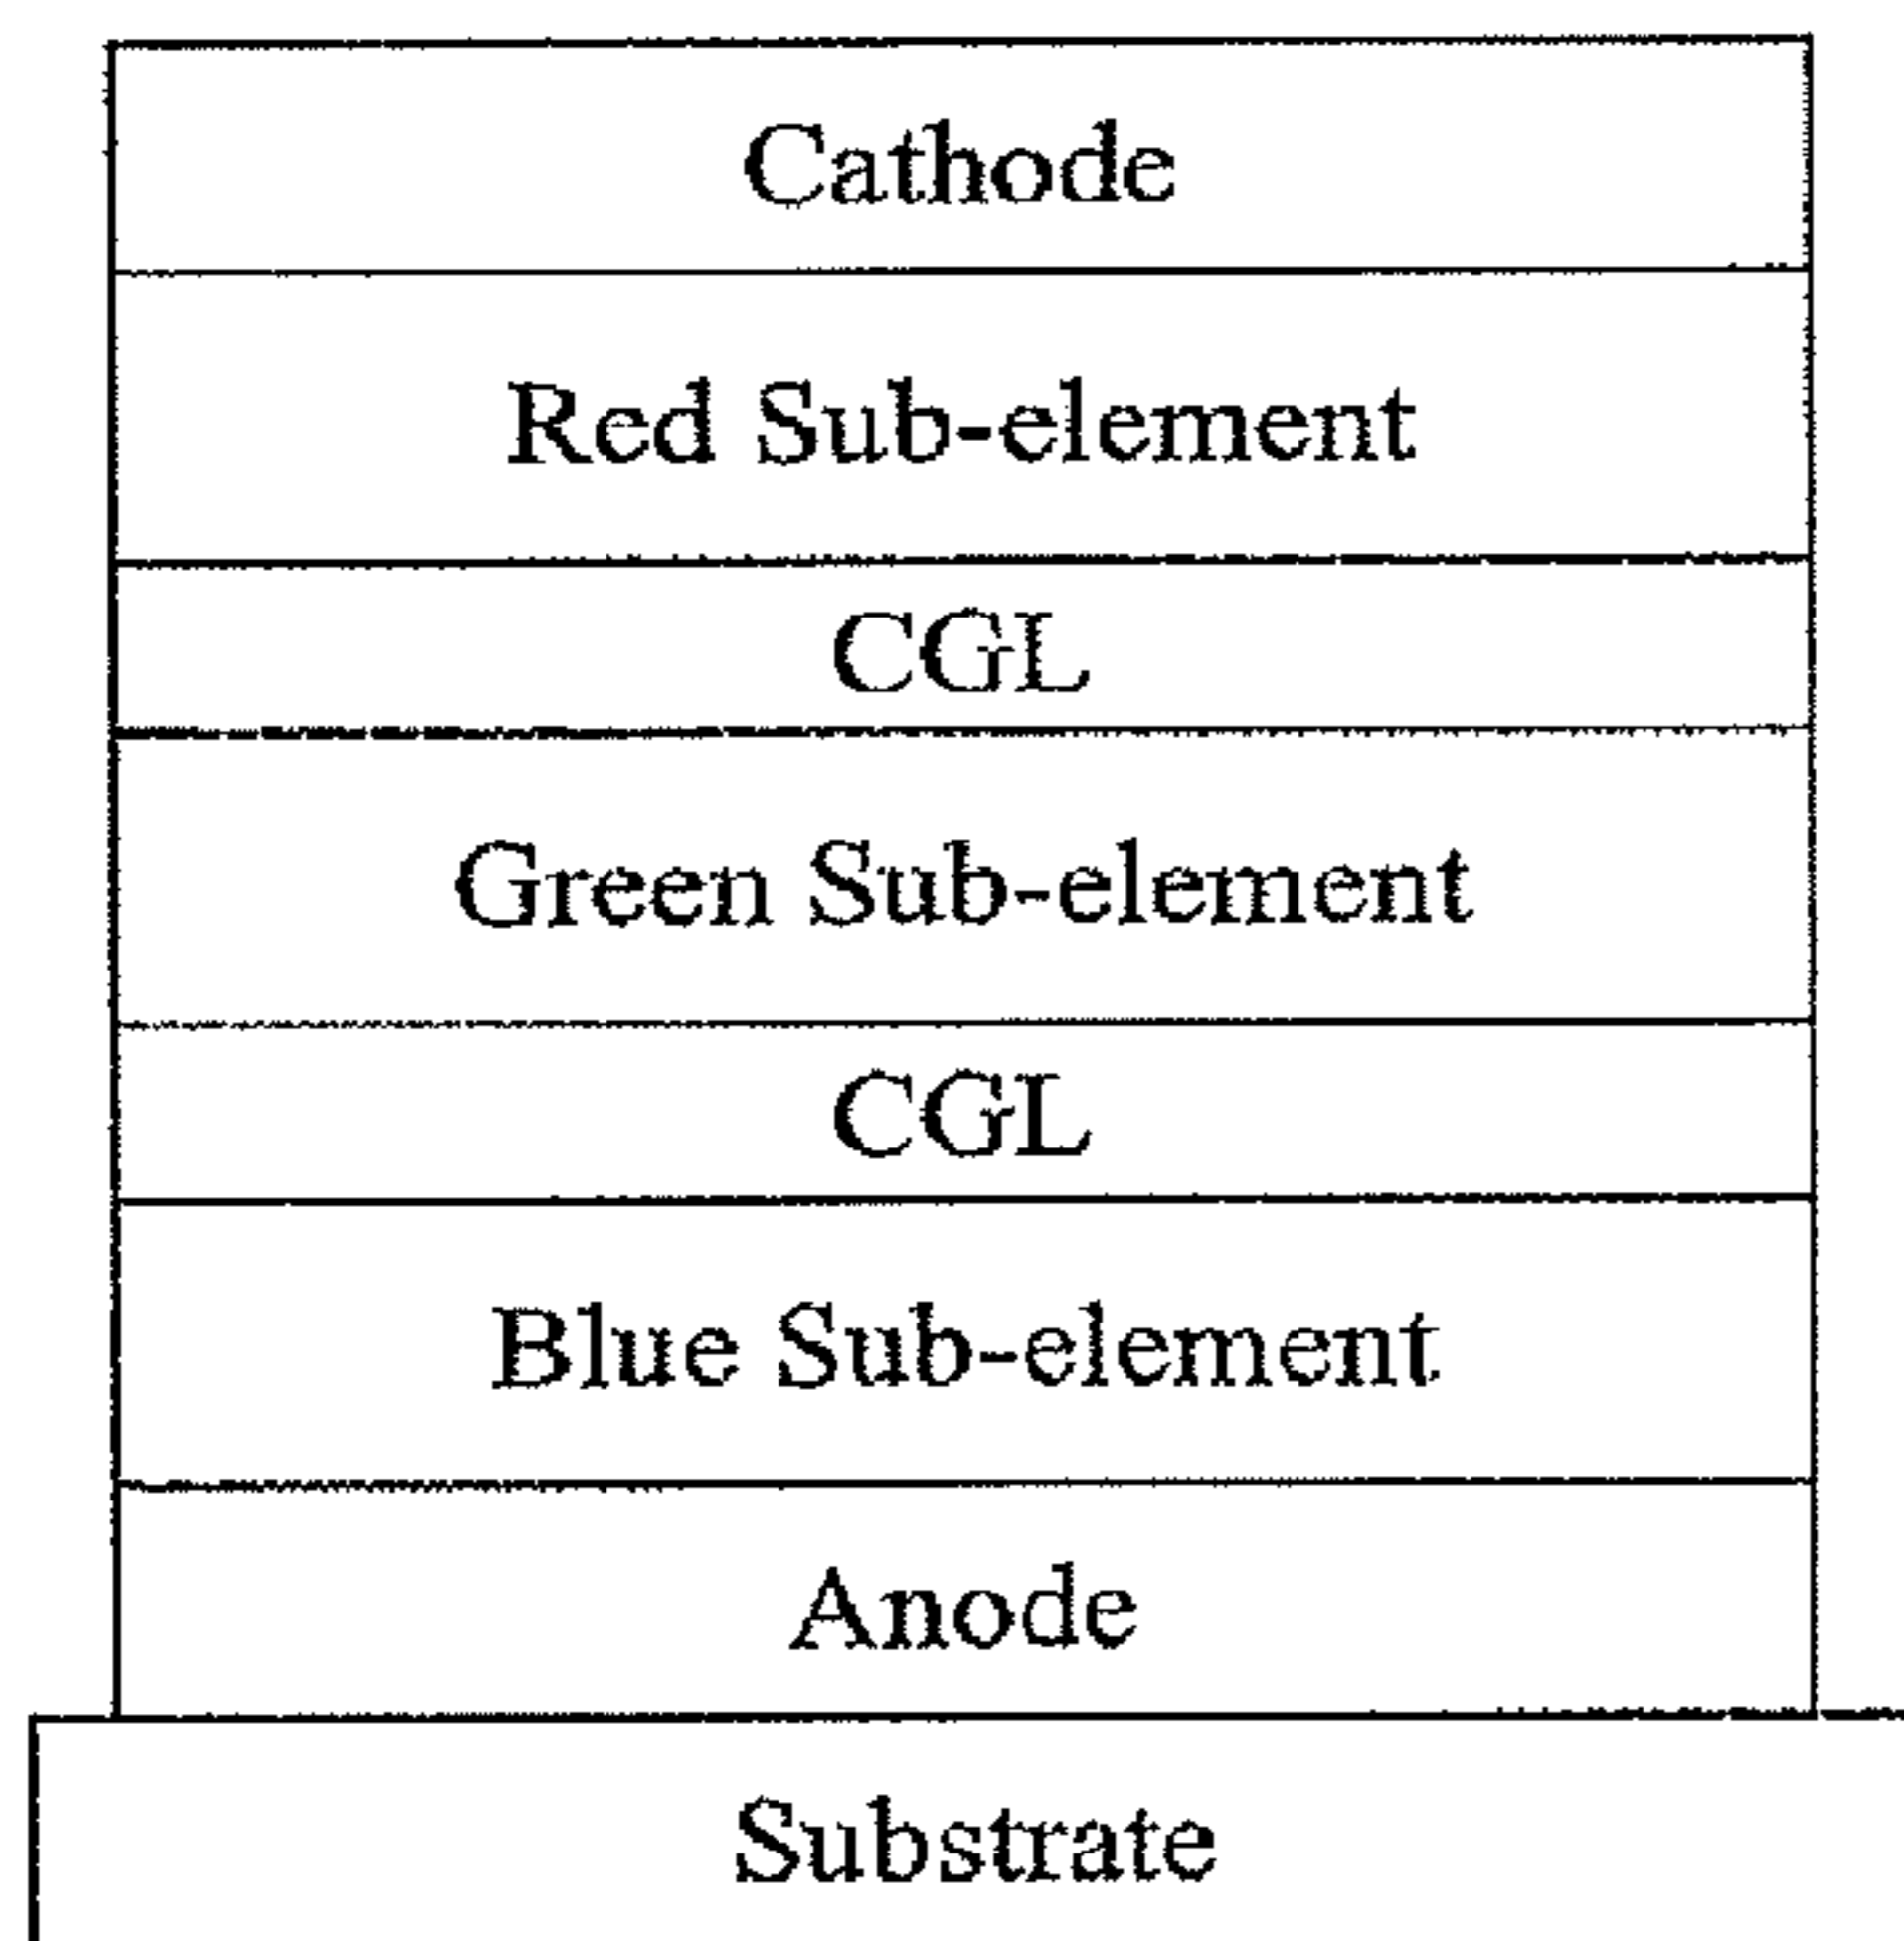 Cathode
Red Sub-element
CGL
Green Sub-element
CGL
Blue Sub-element
Anode
Substrate